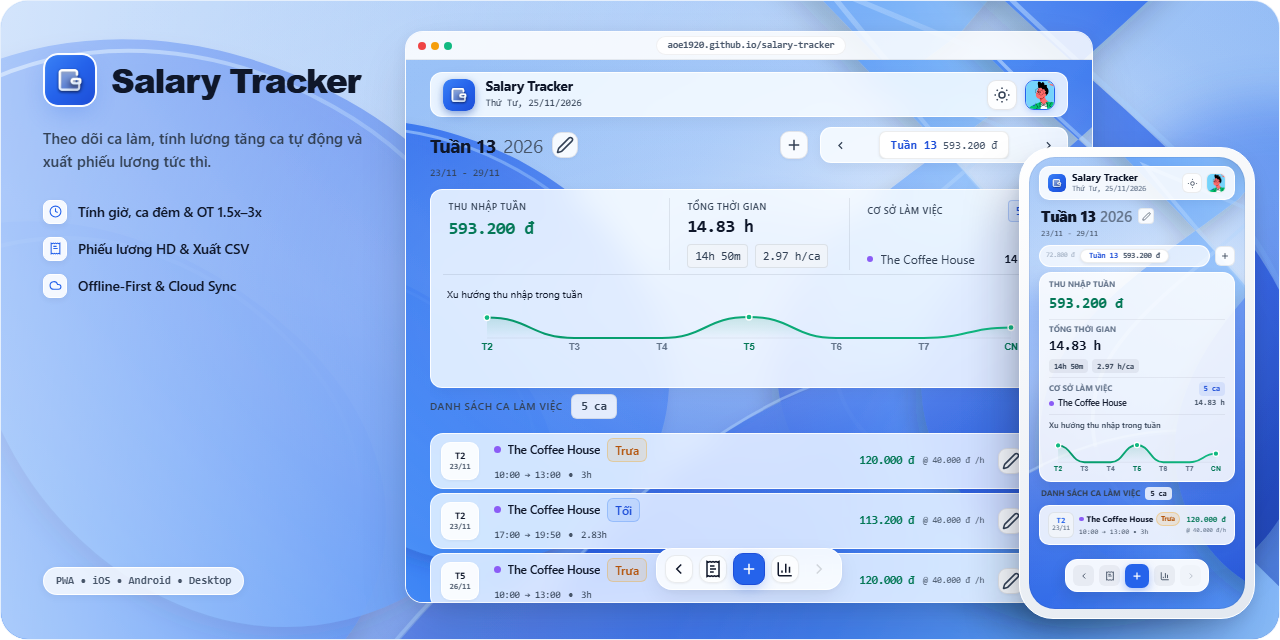 Salary Tracker
Theo dõi ca làm, tính lương tăng ca tự động và
xuất phiếu lương tức thì.
Tính giờ, ca đêm & OT 1.5x–3x
Phiếu lương HD & Xuất CSV
Offline-First & Cloud Sync
PWA • iOS • Android • Desktop
aoe1920.github.io/salary-tracker
Salary Tracker
Thứ Tư, 25/11/2026
Tuần 13 2026
23/11 - 29/11
+
‹ Tuần 13 593.200 đ ›
THU NHẬP TUẦN
593.200 đ
TỔNG THỜI GIAN
14.83 h
14h 50m 2.97 h/ca
CƠ SỞ LÀM VIỆC
5
The Coffee House 14
Xu hướng thu nhập trong tuần
T2 T3 T4 T5 T6 T7 CN
DANH SÁCH CA LÀM VIỆC 5 ca
T2
23/11
The Coffee House Trưa
10:00 → 13:00 • 3h
120.000 đ @ 40.000 đ /h
T2
23/11
The Coffee House Tối
17:00 → 19:50 • 2.83h
113.200 đ @ 40.000 đ /h
T5
26/11
The Coffee House Trưa
10:00 → 13:00 • 3h
120.000 đ @ 40.000 đ /h
Salary Tracker
Thứ Tư, 25/11/2026
Tuần 13 2026
23/11 - 29/11
72.800 đ Tuần 13 593.200 đ +
THU NHẬP TUẦN
593.200 đ
TỔNG THỜI GIAN
14.83 h
14h 50m 2.97 h/ca
CƠ SỞ LÀM VIỆC 5 ca
The Coffee House 14.83 h
Xu hướng thu nhập trong tuần
T2 T3 T4 T5 T6 T7 CN
DANH SÁCH CA LÀM VIỆC 5 ca
T2
23/11
The Coffee House Trưa
10:00 → 13:00 • 3h
120.000 đ
@ 40.000 đ/h